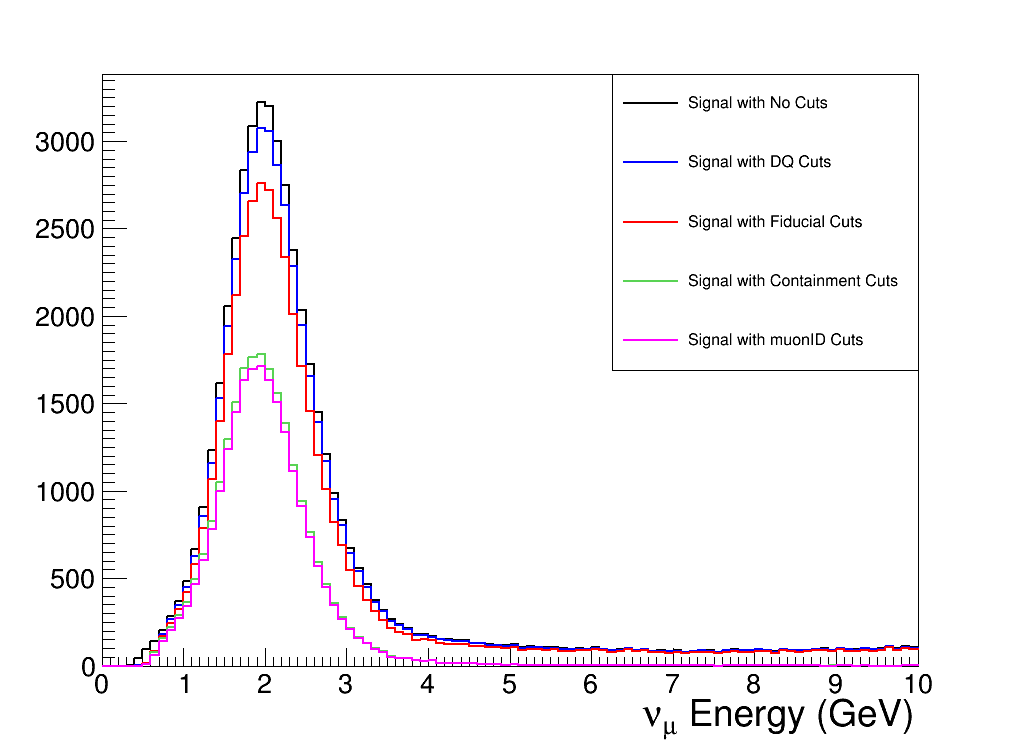 3000
2500
2000
1500
1000
500
0
0 1 2 3 4 5 6 7 8 9 10
ν_μ Energy (GeV)
Signal with No Cuts
Signal with DQ Cuts
Signal with Fiducial Cuts
Signal with Containment Cuts
Signal with muonID Cuts